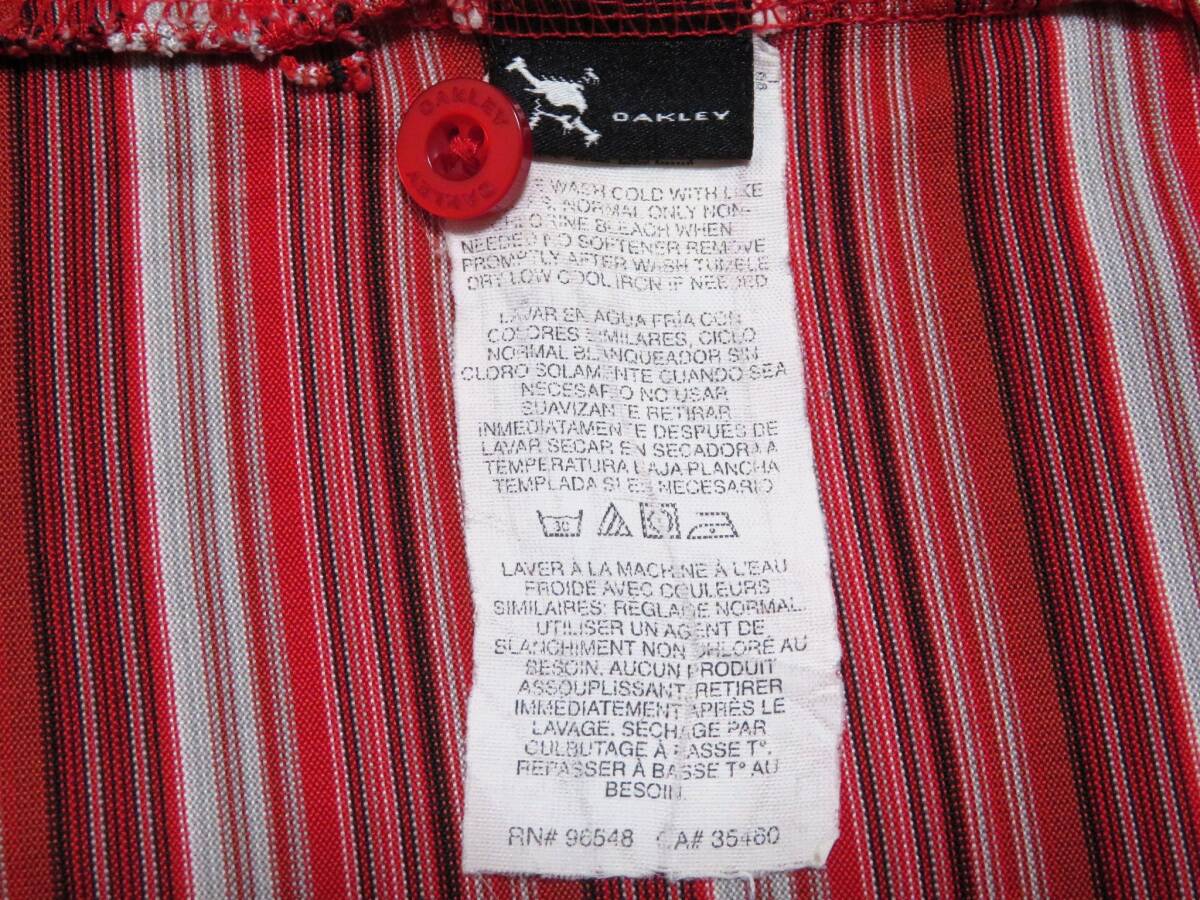 OAKLEY
OAKLEY
OAKLEY
WASH COLD WITH LIKE
NORMAL ONLY NON-
BLEACH WHEN
NEEDED NO SOFTENER REMOVE
PROMPTLY AFTER WASH TUMBLE
DRY LOW COOL IRON IF NEEDED
LAVAR EN AGUA FRÍA CON
COLORES SIMILARES, CICLO
NORMAL BLANQUEADOR SIN
CLORO SOLAMENTE CUANDO SEA
NECESARIO NO USAR
SUAVIZANTE RETIRAR
INMEDIATAMENTE DESPUÉS DE
LAVAR SECAR EN SECADORA A
TEMPERATURA BAJA PLANCHA
TEMPLADA SI ES NECESARIO
30
LAVER À LA MACHINE À L'EAU
FROIDE AVEC COULEURS
SIMILAIRES; RÉGLAGE NORMAL.
UTILISER UN AGENT DE
BLANCHIMENT NON CHLORÉ AU
BESOIN. AUCUN PRODUIT
ASSOUPLISSANT. RETIRER
IMMÉDIATEMENT APRÈS LE
LAVAGE. SÉCHAGE PAR
CULBUTAGE À BASSE T°.
REPASSER À BASSE T° AU
BESOIN.
RN# 96548 CA# 35460